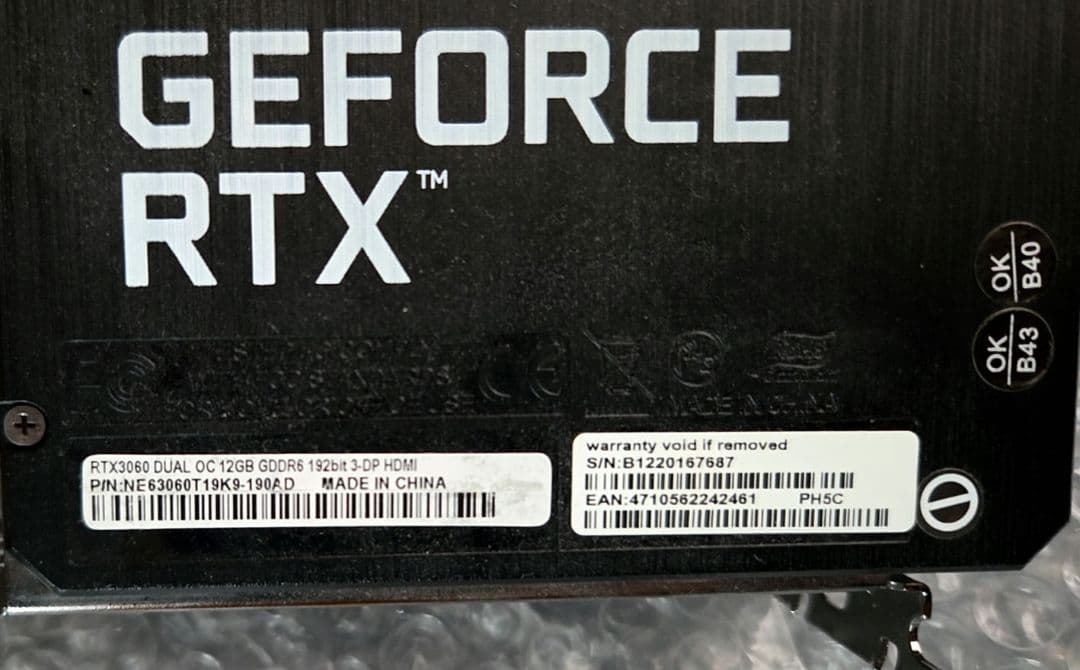 GEFORCE
RTX™
OK
B40
OK
B43
MADE IN CHINA
RTX3060 DUAL OC 12GB GDDR6 192bit 3-DP HDMI
P/N:NE63060T19K9-190AD MADE IN CHINA
warranty void if removed
S/N:B1220167687
EAN:4710562242461 PH5C